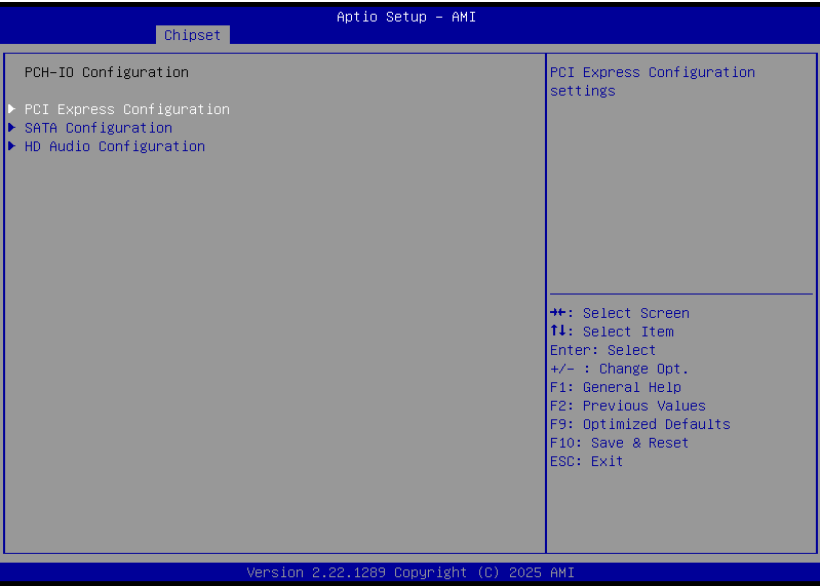 Aptio Setup – AMI
Chipset
PCH-IO Configuration
PCI Express Configuration
SATA Configuration
HD Audio Configuration
PCI Express Configuration
settings
→←: Select Screen
↑↓: Select Item
Enter: Select
+/- : Change Opt.
F1: General Help
F2: Previous Values
F9: Optimized Defaults
F10: Save & Reset
ESC: Exit
Version 2.22.1289 Copyright (C) 2025 AMI